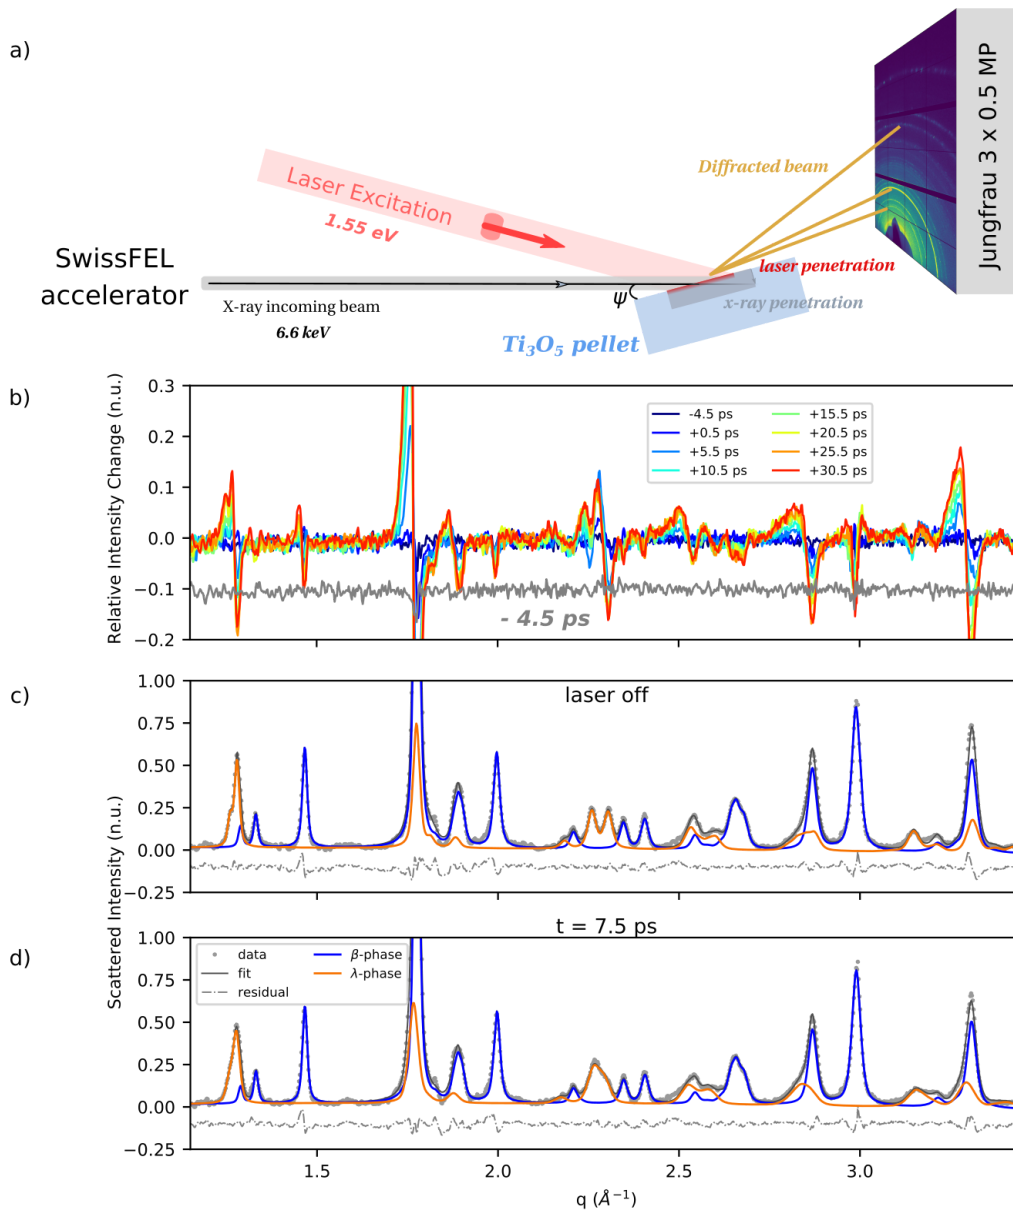 a)
Laser Excitation
1.55 eV
SwissFEL
accelerator
X-ray incoming beam
6.6 keV
ψ
Ti₃O₅ pellet
Diffracted beam
laser penetration
x-ray penetration
Jungfrau 3 x 0.5 MP
b)
Relative Intensity Change (n.u.)
0.3
0.2
0.1
0.0
−0.1
−0.2
-4.5 ps
+0.5 ps
+5.5 ps
+10.5 ps
+15.5 ps
+20.5 ps
+25.5 ps
+30.5 ps
- 4.5 ps
c)
laser off
1.00
0.75
0.50
0.25
0.00
−0.25
Scattered Intensity (n.u.)
d)
t = 7.5 ps
1.00
0.75
0.50
0.25
0.00
−0.25
data
fit
residual
β-phase
λ-phase
1.5
2.0
2.5
3.0
q (Å⁻¹)